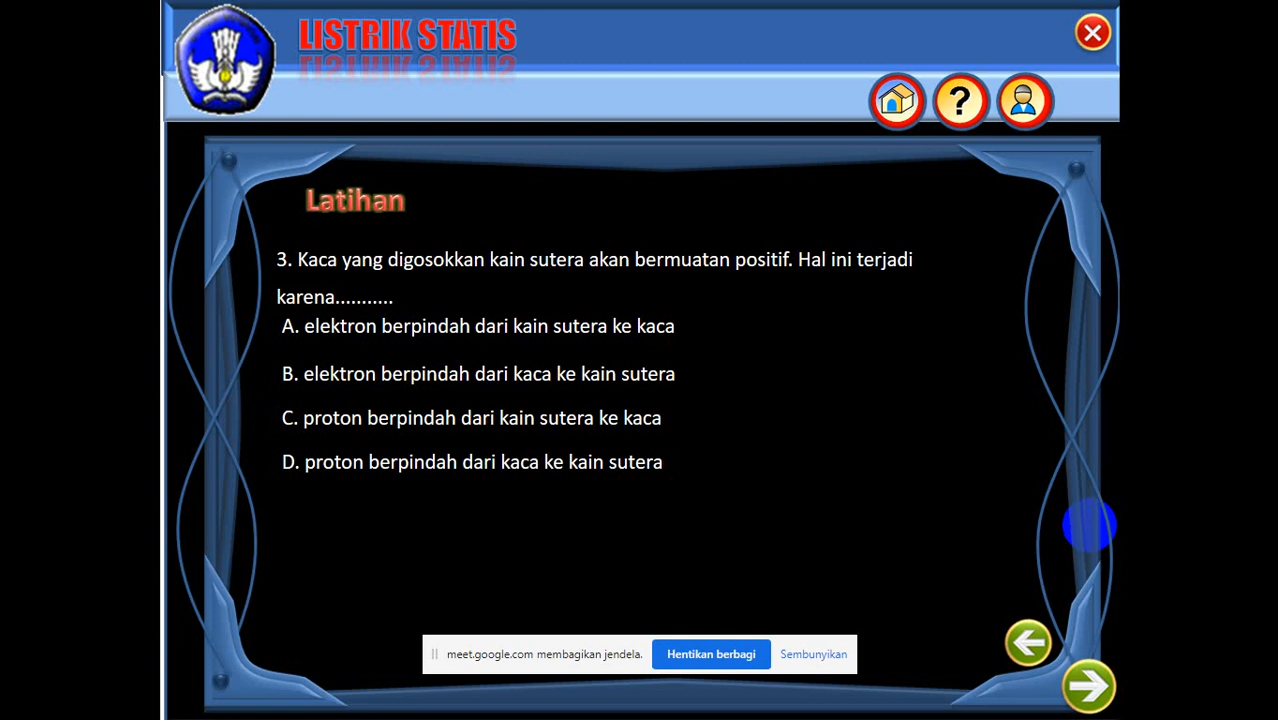 LISTRIK STATIS
?
Latihan
3. Kaca yang digosokkan kain sutera akan bermuatan positif. Hal ini terjadi
karena...........
A. elektron berpindah dari kain sutera ke kaca
B. elektron berpindah dari kaca ke kain sutera
C. proton berpindah dari kain sutera ke kaca
D. proton berpindah dari kaca ke kain sutera
meet.google.com membagikan jendela. Hentikan berbagi Sembunyikan